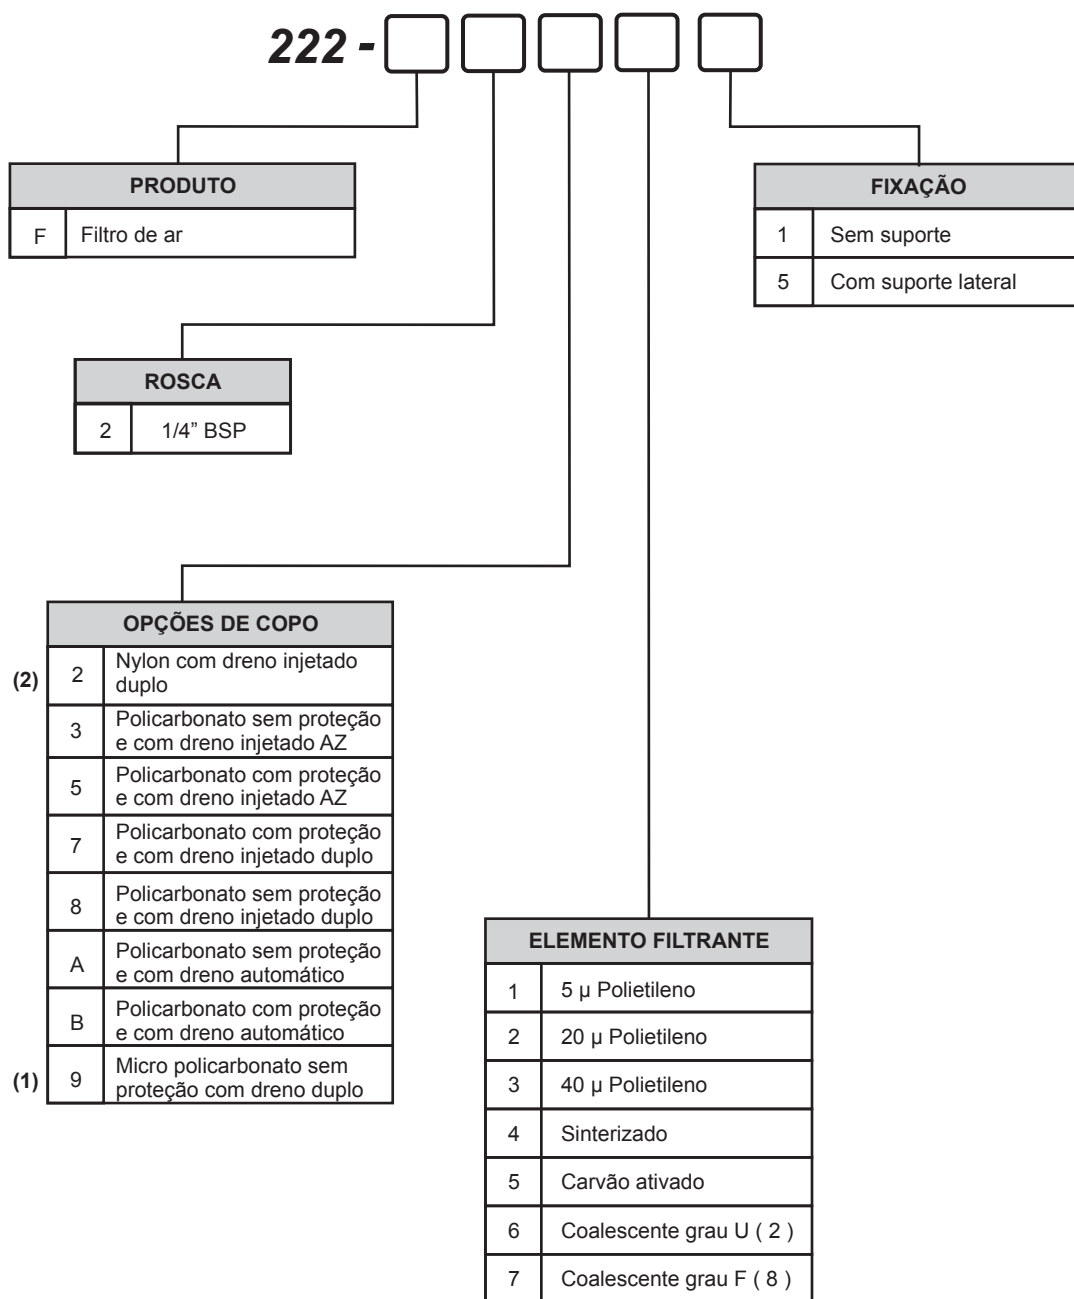 222 -
PRODUTO
F Filtro de ar
FIXAÇÃO
1 Sem suporte
5 Com suporte lateral
ROSCA
2 1/4” BSP
OPÇÕES DE COPO
(2) 2 Nylon com dreno injetado
duplo
3 Policarbonato sem proteção
e com dreno injetado AZ
5 Policarbonato com proteção
e com dreno injetado AZ
7 Policarbonato com proteção
e com dreno injetado duplo
8 Policarbonato sem proteção
e com dreno injetado duplo
A Policarbonato sem proteção
e com dreno automático
B Policarbonato com proteção
e com dreno automático
(1) 9 Micro policarbonato sem
proteção com dreno duplo
ELEMENTO FILTRANTE
1 5 µ Polietileno
2 20 µ Polietileno
3 40 µ Polietileno
4 Sinterizado
5 Carvão ativado
6 Coalescente grau U ( 2 )
7 Coalescente grau F ( 8 )